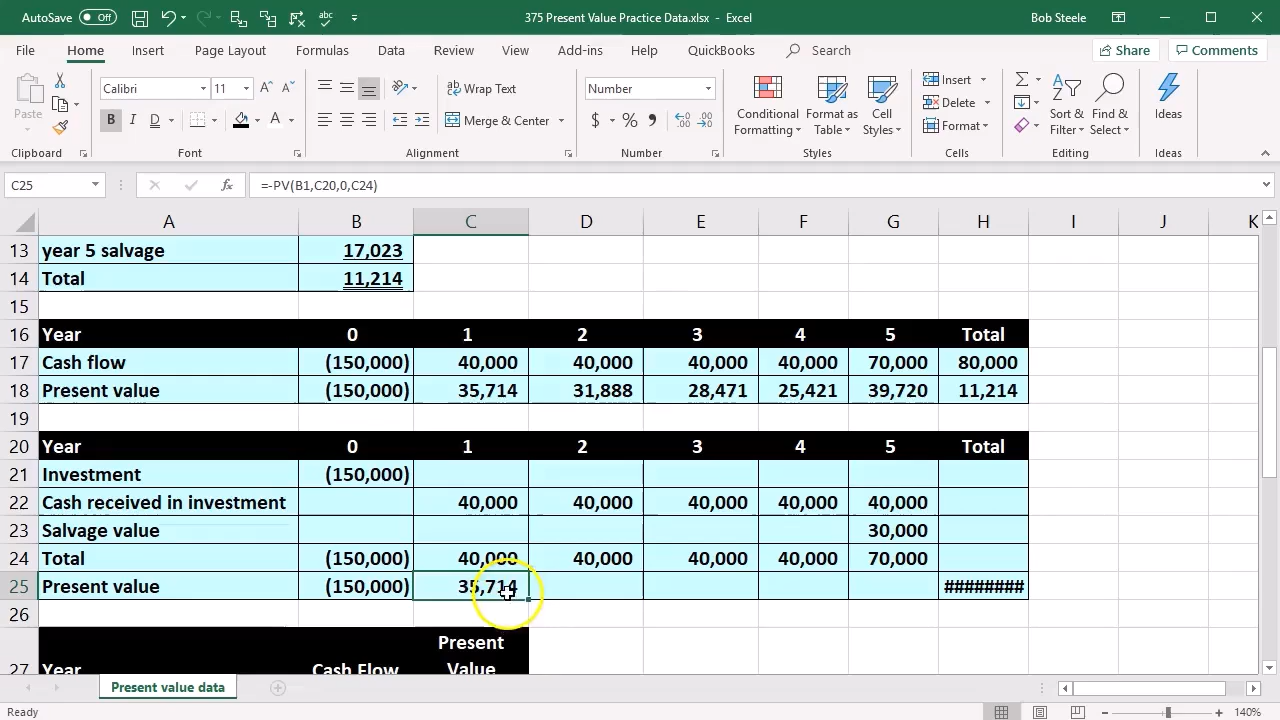 AutoSave Off 375 Present Value Practice Data.xlsx - Excel Bob Steele
File Home Insert Page Layout Formulas Data Review View Add-ins Help QuickBooks Search Share Comments
Paste Calibri 11 A A Wrap Text Number Insert
B I D A Merge & Center $ % Conditional Formatting Format as Table Cell Styles Delete Format Sort & Filter Find & Select Ideas
Clipboard Font Alignment Number Styles Cells Editing Ideas
C25 fx =-PV(B1,C20,0,C24)
A B C D E F G H I J K
13 year 5 salvage 17,023
14 Total 11,214
15
16 Year 0 1 2 3 4 5 Total
17 Cash flow (150,000) 40,000 40,000 40,000 40,000 70,000 80,000
18 Present value (150,000) 35,714 31,888 28,471 25,421 39,720 11,214
19
20 Year 0 1 2 3 4 5 Total
21 Investment (150,000)
22 Cash received in investment 40,000 40,000 40,000 40,000 40,000
23 Salvage value 30,000
24 Total (150,000) 40,000 40,000 40,000 40,000 70,000
25 Present value (150,000) 35,714 ########
26
Present
27 Year Cash Flow Value
Present value data
Ready 140%